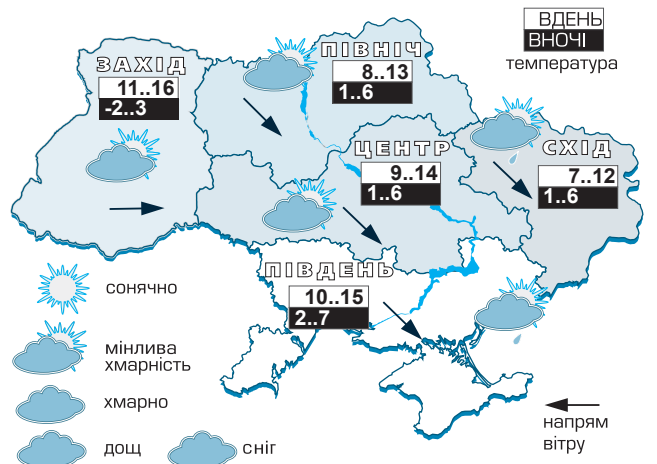 ВДЕНЬ
ВНОЧІ
температура
ПІВНІЧ
8..13
1..6
ЗАХІД
11..16
-2..3
ЦЕНТР
9..14
1..6
СХІД
7..12
1..6
ПІВДЕНЬ
10..15
2..7
сонячно
мінлива
хмарність
хмарно
дощ
сніг
напрям
вітру